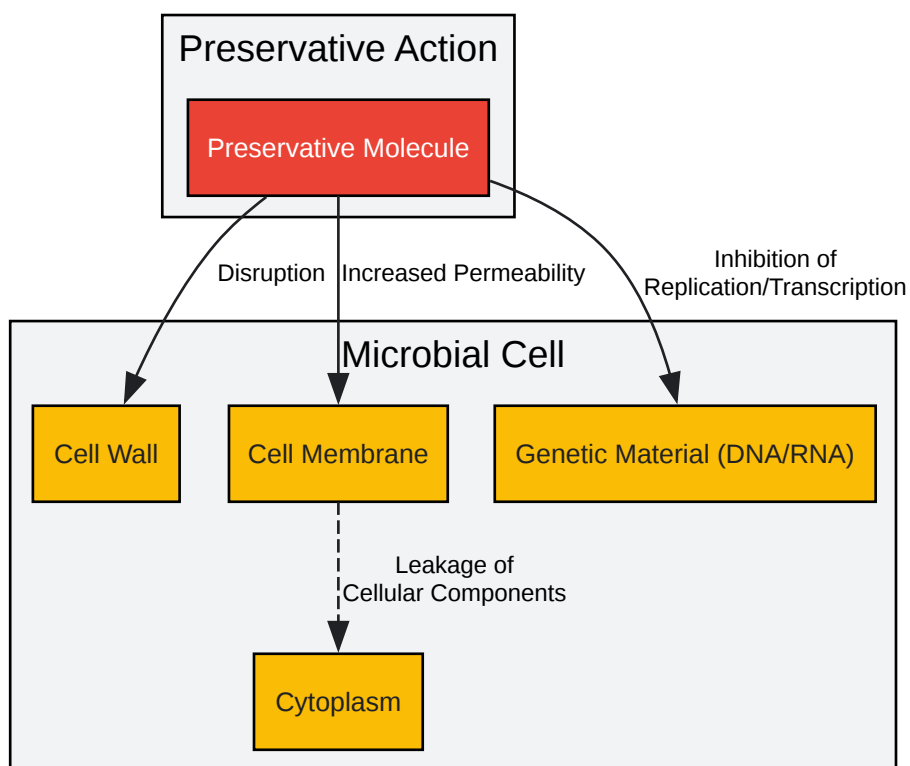 Preservative Action
Preservative Molecule
Disruption
Increased Permeability
Inhibition of
Replication/Transcription
Microbial Cell
Cell Wall
Cell Membrane
Genetic Material (DNA/RNA)
Leakage of
Cellular Components
Cytoplasm